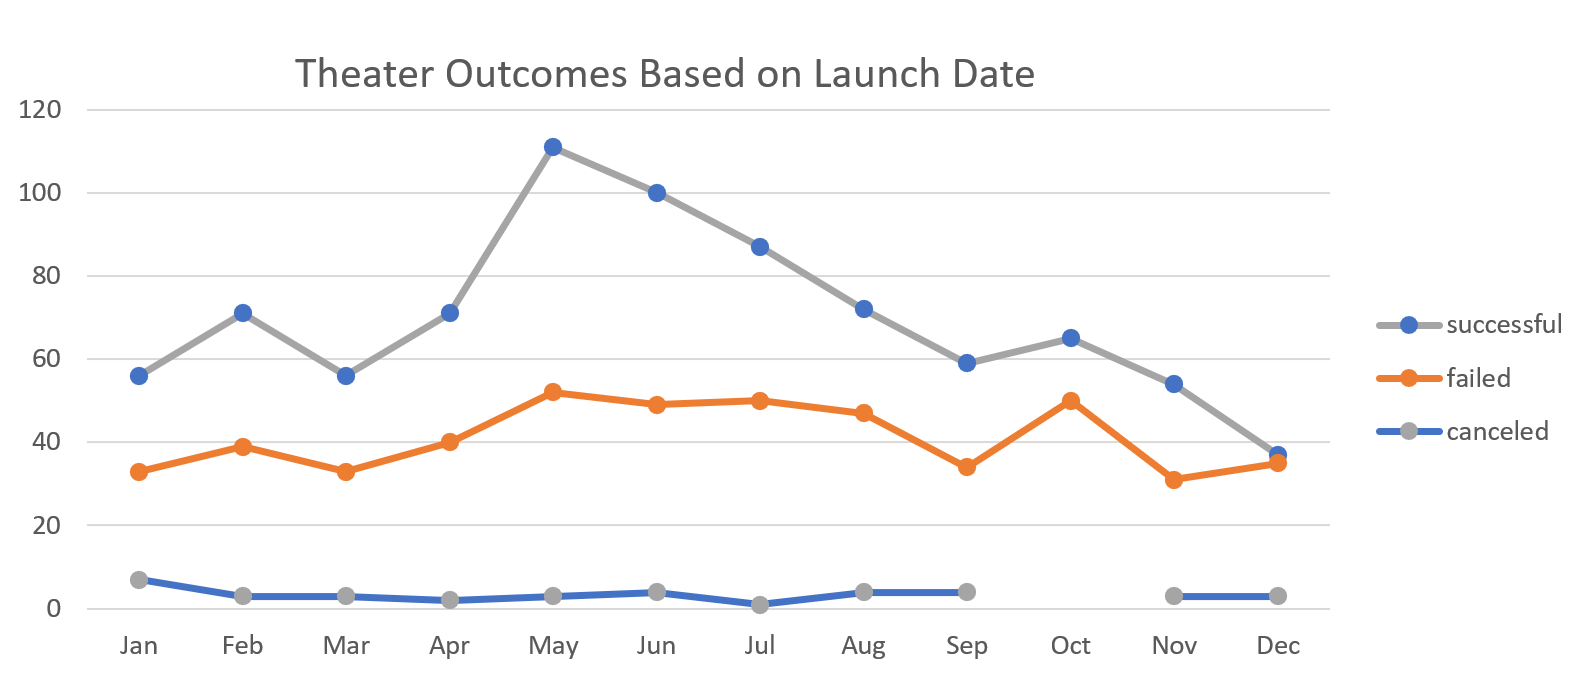 Theater Outcomes Based on Launch Date
120
100
80
60
40
20
0
Jan Feb Mar Apr May Jun Jul Aug Sep Oct Nov Dec
successful
failed
canceled